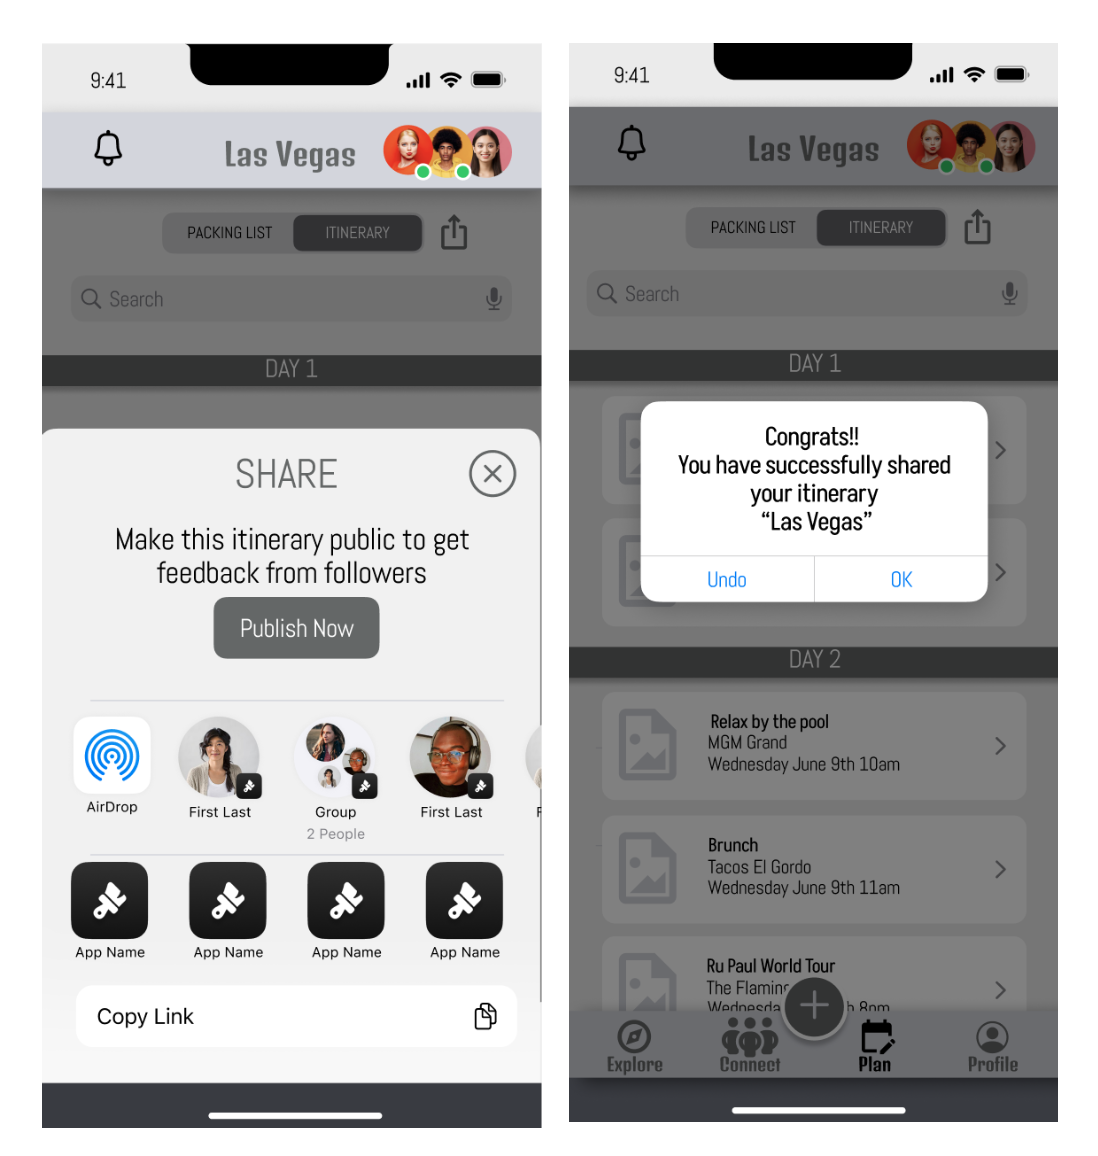 9:41
Las Vegas
PACKING LIST
ITINERARY
Search
DAY 1
SHARE
Make this itinerary public to get
feedback from followers
Publish Now
AirDrop
First Last
Group
2 People
First Last
F
App Name
App Name
App Name
App Name
Copy Link
9:41
Las Vegas
PACKING LIST
ITINERARY
Search
DAY 1
Congrats!!
You have successfully shared
your itinerary
“Las Vegas”
Undo
OK
DAY 2
Relax by the pool
MGM Grand
Wednesday June 9th 10am
Brunch
Tacos El Gordo
Wednesday June 9th 11am
Ru Paul World Tour
The Flaming
Wednesda h 8pm
Explore
Connect
Plan
Profile